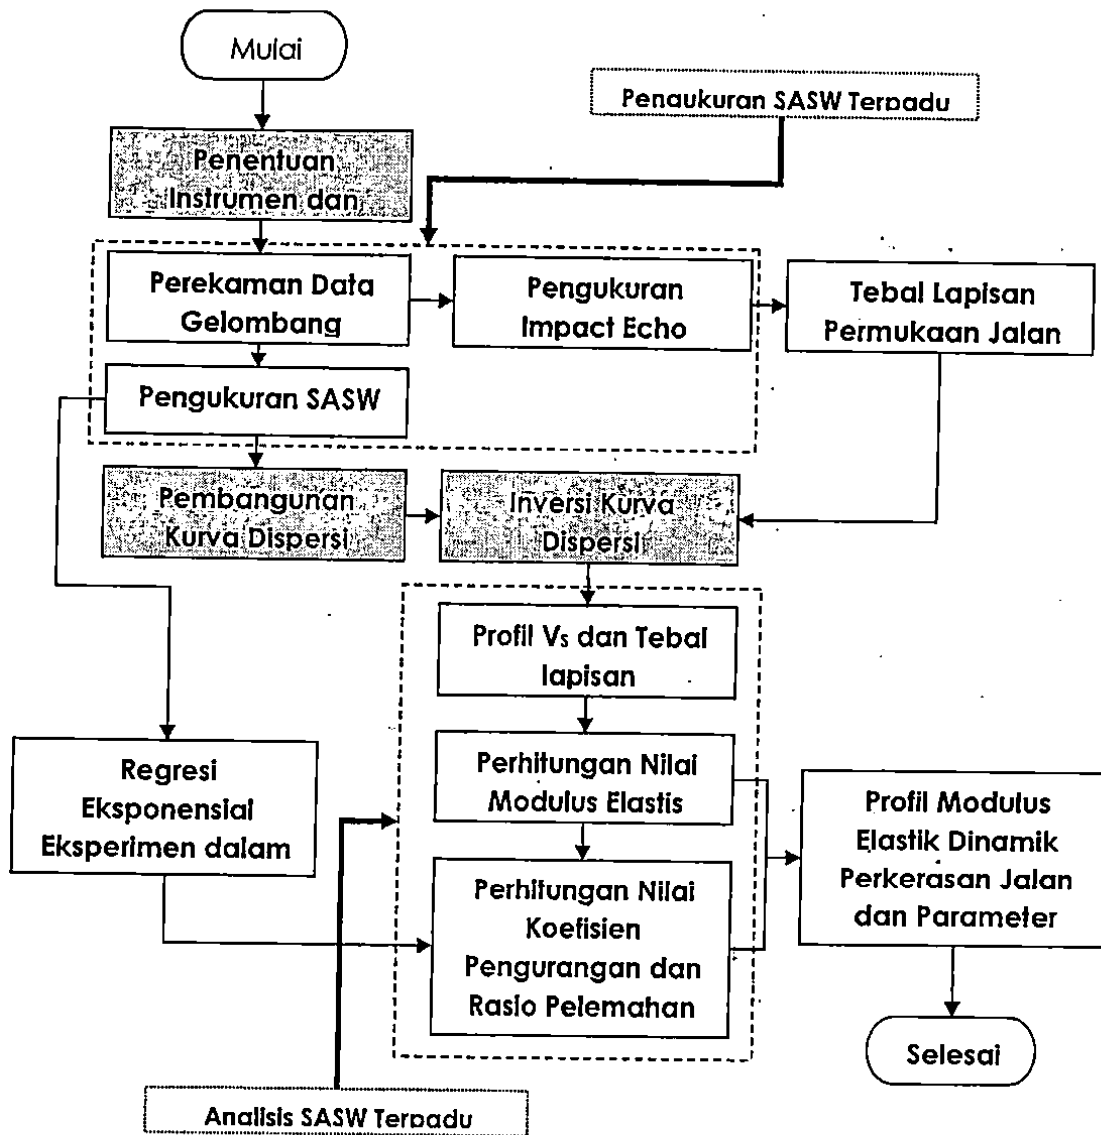 Mulai
Pengukuran SASW Terpadu
Penentuan
Instrumen dan
Perekaman Data
Gelombang
Pengukuran
Impact Echo
Tebal Lapisan
Permukaan Jalan
Pengukuran SASW
Pembangunan
Kurva Dispersi
Inversi Kurva
Dispersi
Profil Vs dan Tebal
lapisan
Regresi
Eksponensial
Eksperimen dalam
Perhitungan Nilai
Modulus Elastis
Profil Modulus
Elastik Dinamik
Perkerasan Jalan
dan Parameter
Perhitungan Nilai
Koefisien
Pengurangan dan
Rasio Pelemahan
Selesai
Analisis SASW Terpadu